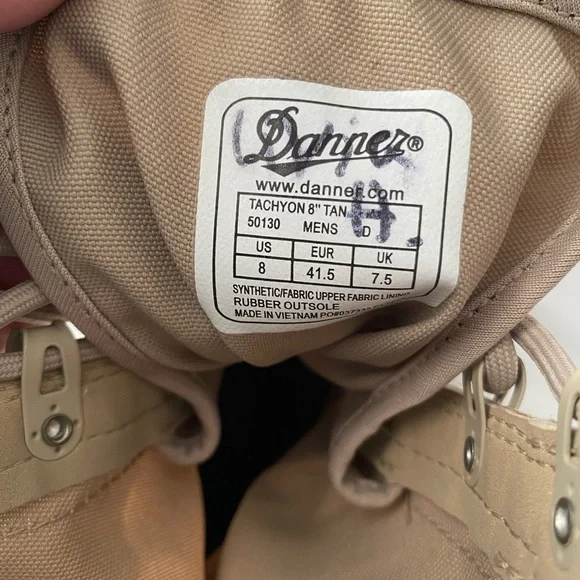 Danner®
www.danner.com
TACHYON 8" TAN
50130 MENS D
US EUR UK
8 41.5 7.5
SYNTHETIC/FABRIC UPPER FABRIC LINING
RUBBER OUTSOLE
MADE IN VIETNAM